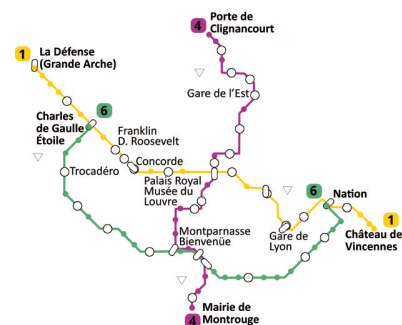 4
Porte de
Clignancourt
1
La Défense
(Grande Arche)
Gare de l'Est
6
Charles
de Gaulle
Étoile
Franklin
D. Roosevelt
Concorde
Trocadéro
Palais Royal
Musée du
Louvre
6
Nation
1
Château de
Vincennes
Gare de
Lyon
Montparnasse
Bienvenüe
4
Mairie de
Montrouge